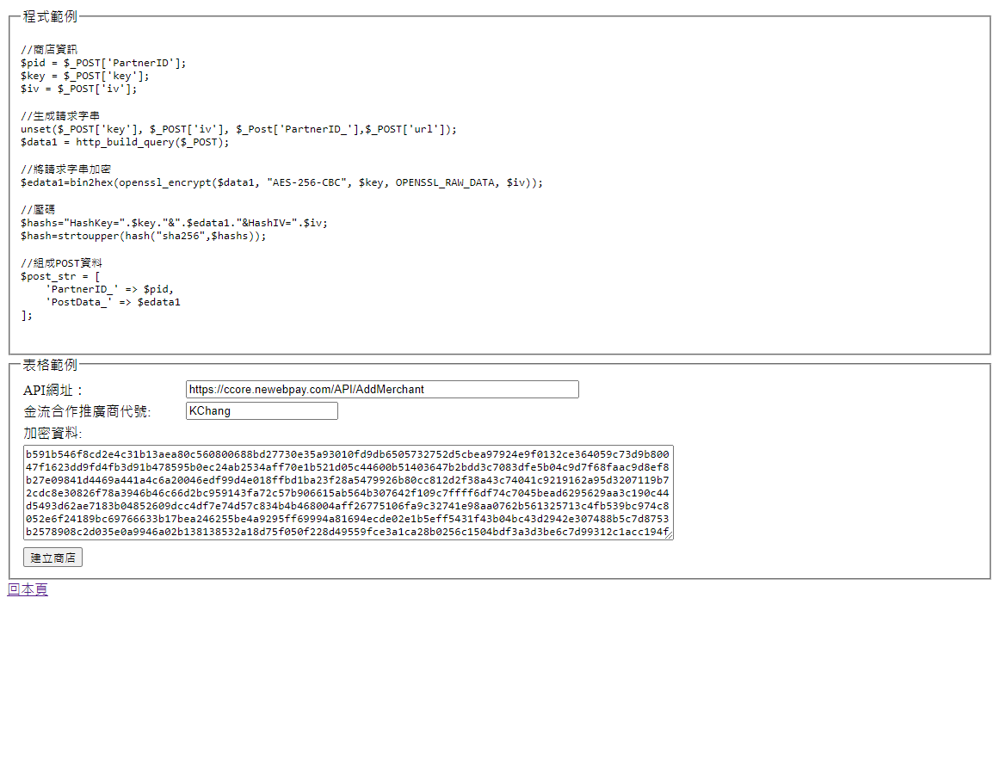 程式範例
//商店資訊
$pid = $_POST['PartnerID'];
$key = $_POST['key'];
$iv = $_POST['iv'];
//生成請求字串
unset($_POST['key'], $_POST['iv'], $_Post['PartnerID_'],$_POST['url']);
$data1 = http_build_query($_POST);
//將請求字串加密
$edata1=bin2hex(openssl_encrypt($data1, "AES-256-CBC", $key, OPENSSL_RAW_DATA, $iv));
//壓碼
$hashs="HashKey=".$key."&".$edata1."&HashIV=".$iv;
$hash=strtoupper(hash("sha256",$hashs));
//組成POST資料
$post_str = [
'PartnerID_' => $pid,
'PostData_' => $edata1
];
表格範例
API網址：
https://ccore.newebpay.com/API/AddMerchant
金流合作推廣商代號:
KChang
加密資料:
b591b546f8cd2e4c31b13aea80c560800688bd27730e35a93010fd9db6505732752d5cbea97924e9f0132ce364059c73d9b800
47f1623dd9fd4fb3d91b478595b0ec24ab2534aff70e1b521d05c44600b51403647b2bdd3c7083dfe5b04c9d7f68faac9d8ef8
b27e09841d4469a441a4c6a20046edf99d4e018ffbd1ba23f28a5479926b80cc812d2f38a43c74041c9219162a95d3207119b7
2cdc8e30826f78a3946b46c66d2bc959143fa72c57b906615ab564b307642f109c7ffff6df74c7045bead6295629aa3c190c44
d5493d62ae7183b04852609dcc4df7e74d57c834b4b468004aff26775106fa9c32741e98aa0762b561325713c4fb539bc974c8
052e6f24189bc69766633b17bea246255be4a9295ff69994a81694ecde02e1b5eff5431f43b04bc43d2942e307488b5c7d8753
b2578908c2d035e0a9946a02b138138532a18d75f050f228d49559fce3a1ca28b0256c1504bdf3a3d3be6c7d99312c1acc194f
建立商店
回本頁